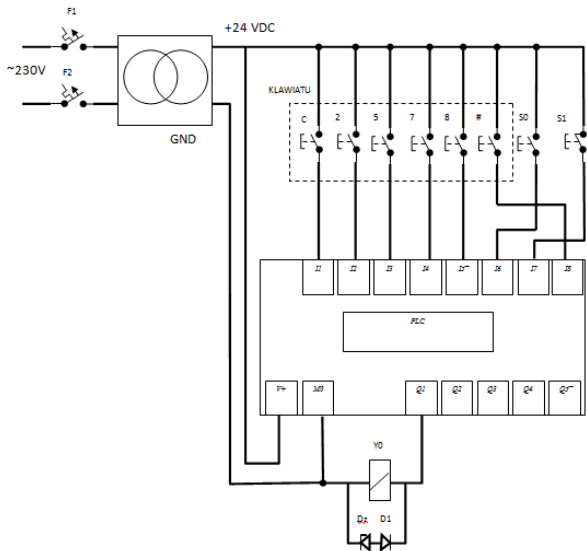 F1
+24 VDC
~230V
F2
KLAWIATU
GND
C 2 5 7 8 # S0 S1
I1 I2 I3 I4 I5 I6 I7 I8
PLC
V+ M0 Q1 Q2 Q3 Q4 Q5
Y0
Dz D1